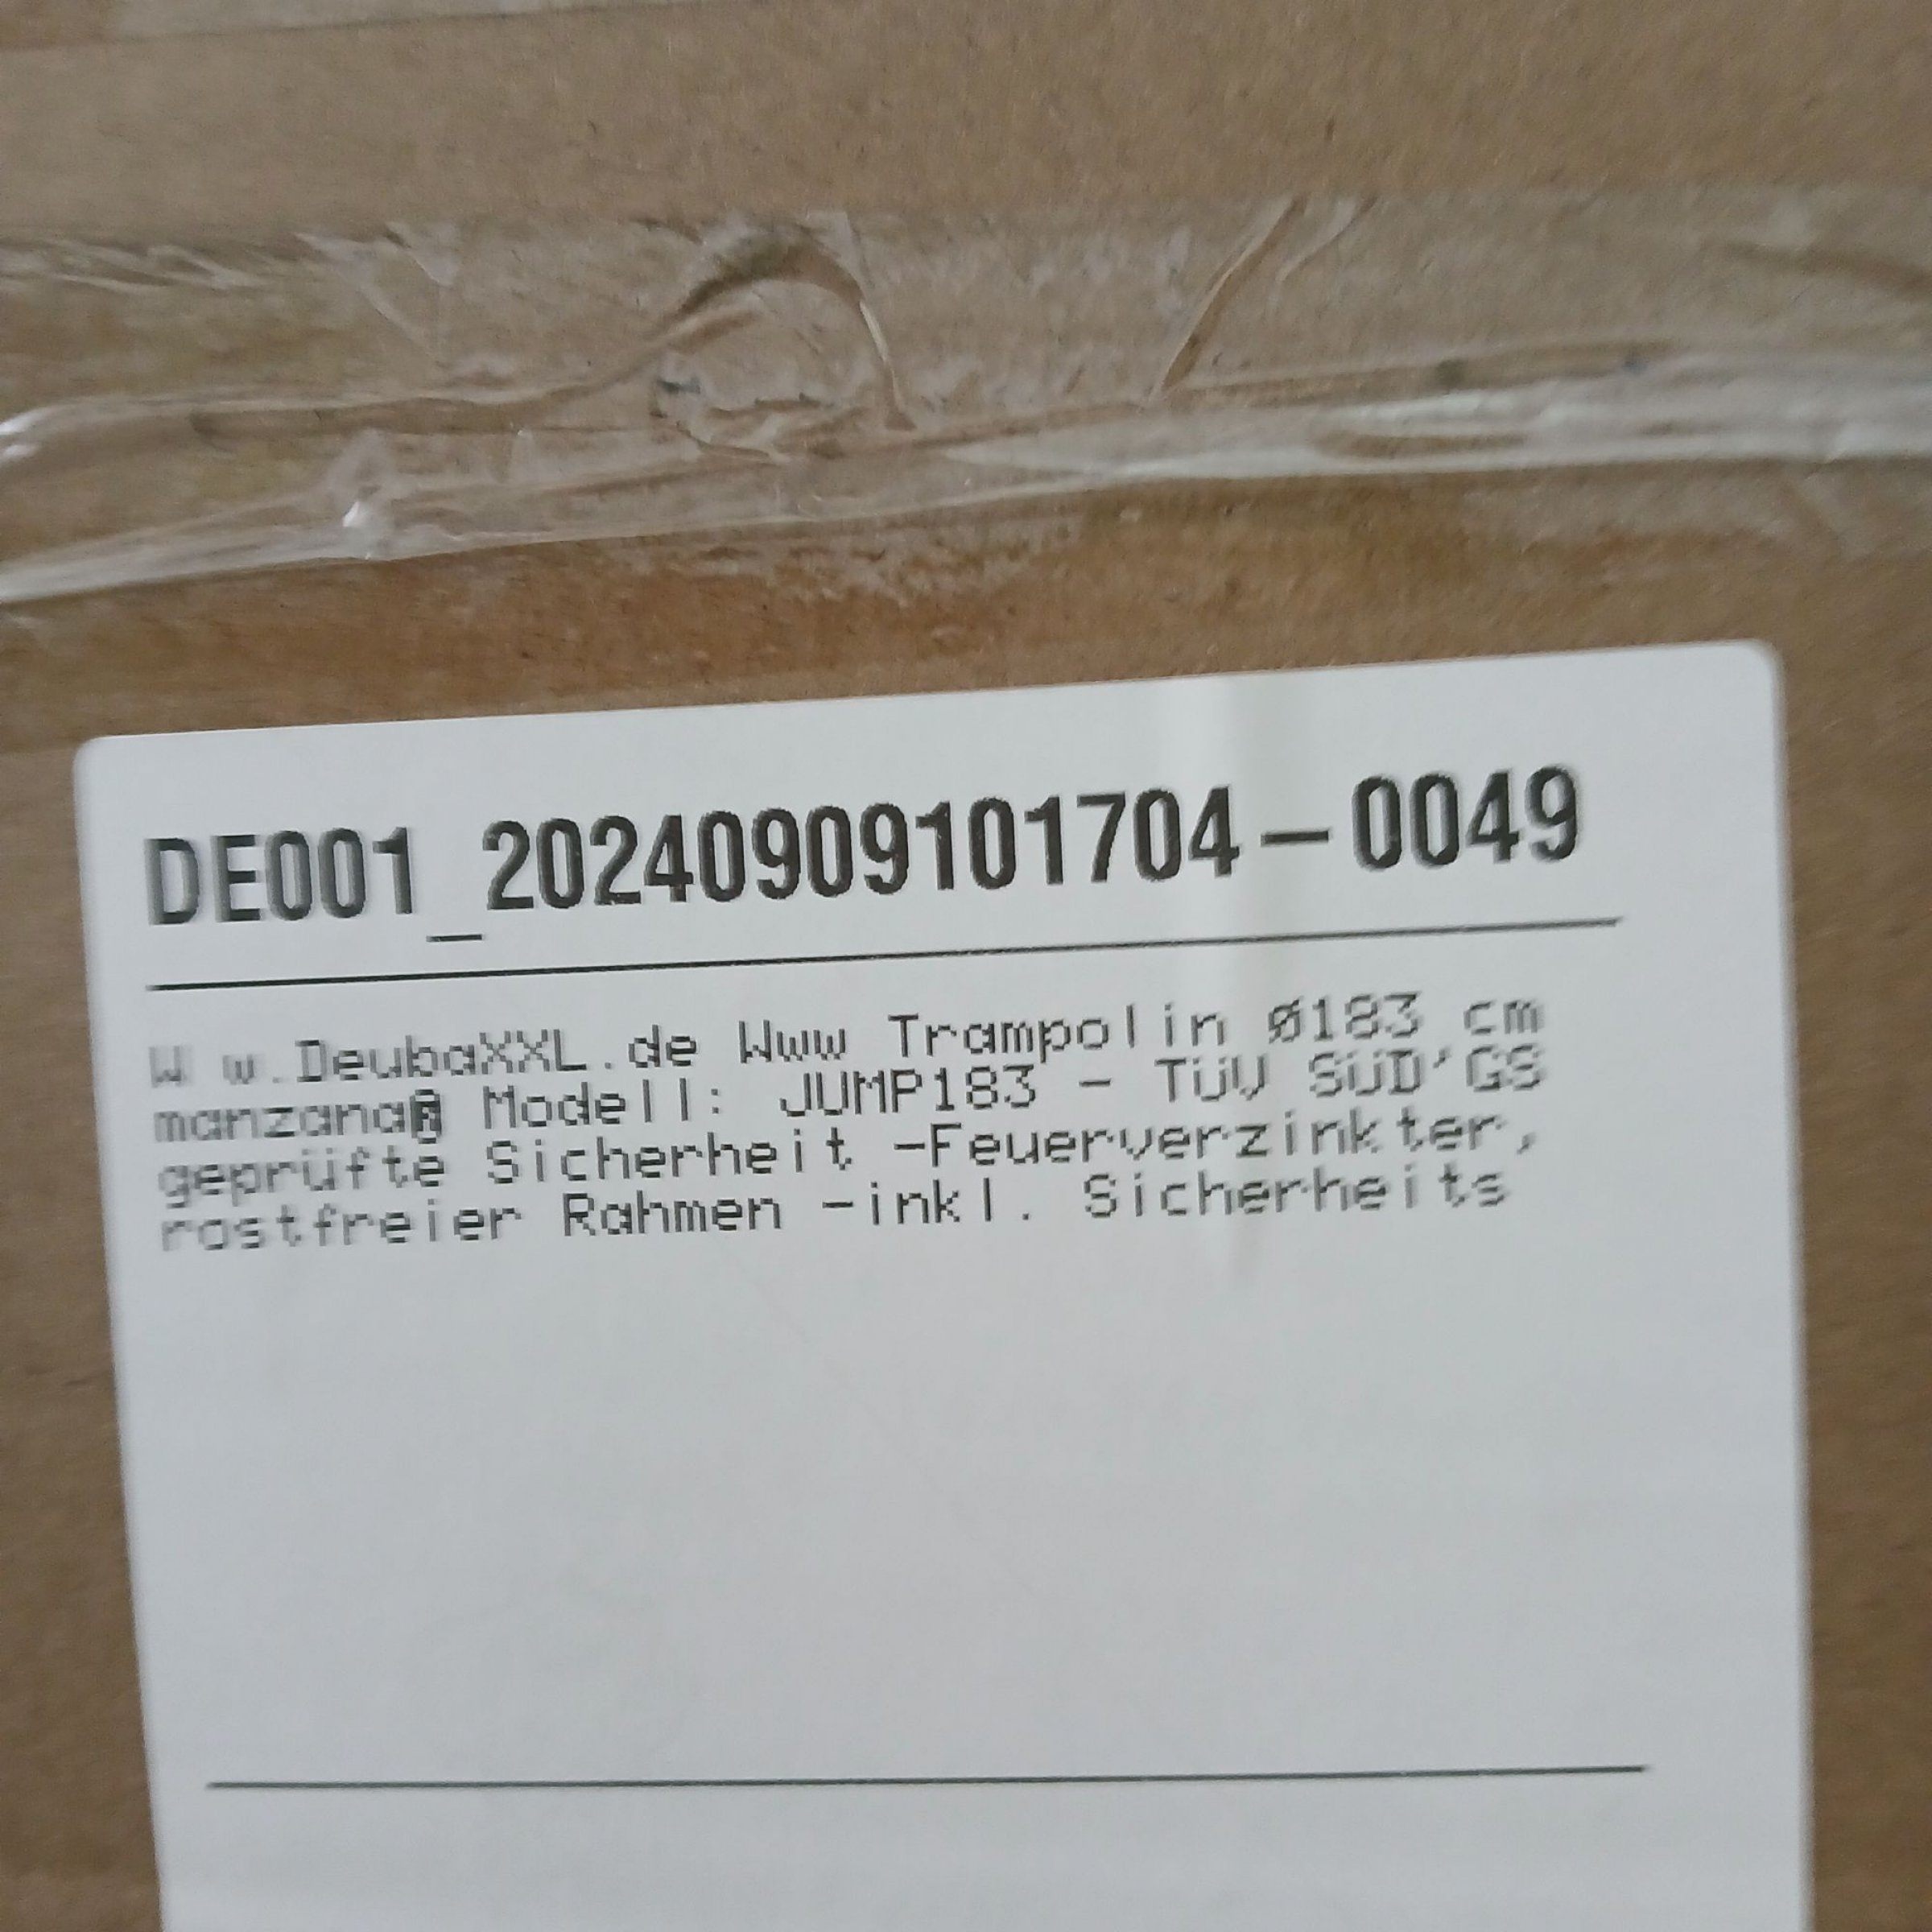 DE001_20240909101704-0049
W w.DeubaXXL.de Www Trampolin Ø183 cm
manzana® Modell: JUMP183 - TüV SüD'GS
geprüfte Sicherheit -Feuerverzinkter,
rostfreier Rahmen -inkl. Sicherheits